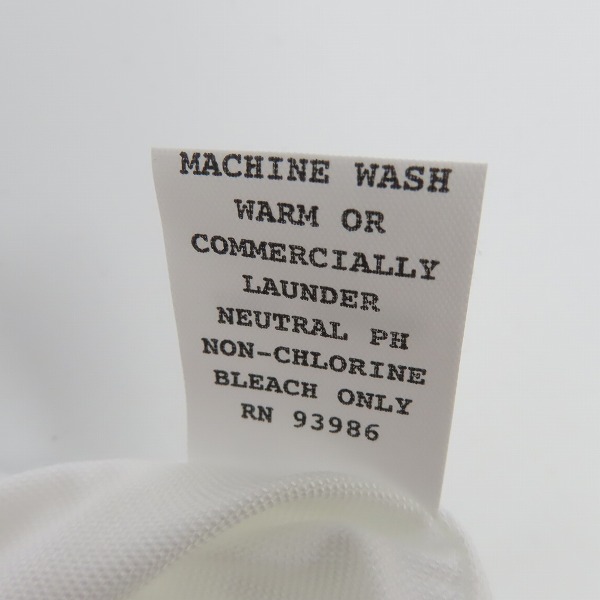 MACHINE WASH
WARM OR
COMMERCIALLY
LAUNDER
NEUTRAL PH
NON-CHLORINE
BLEACH ONLY
RN 93986